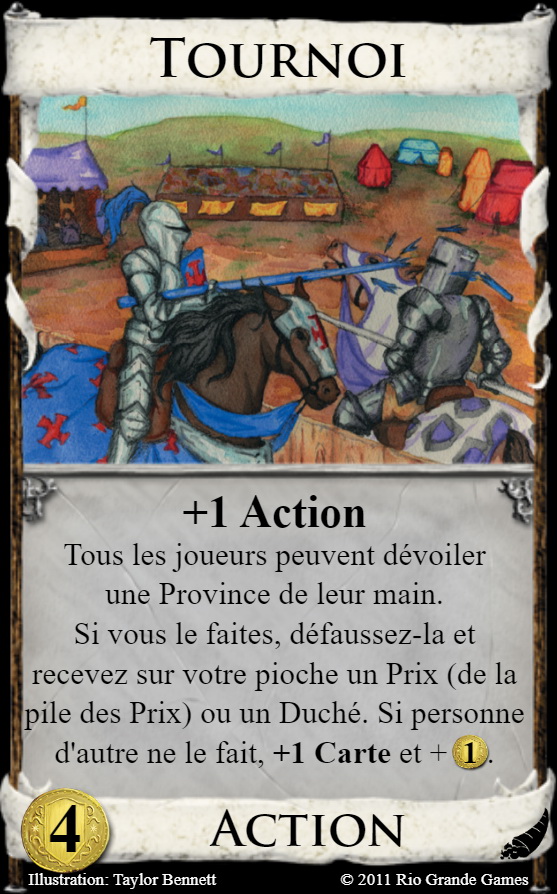 TOURNOI
+1 Action
Tous les joueurs peuvent dévoiler
une Province de leur main.
Si vous le faites, défaussez-la et
recevez sur votre pioche un Prix (de la
pile des Prix) ou un Duché. Si personne
d'autre ne le fait, +1 Carte et + 1.
4
ACTION
Illustration: Taylor Bennett
© 2011 Rio Grande Games